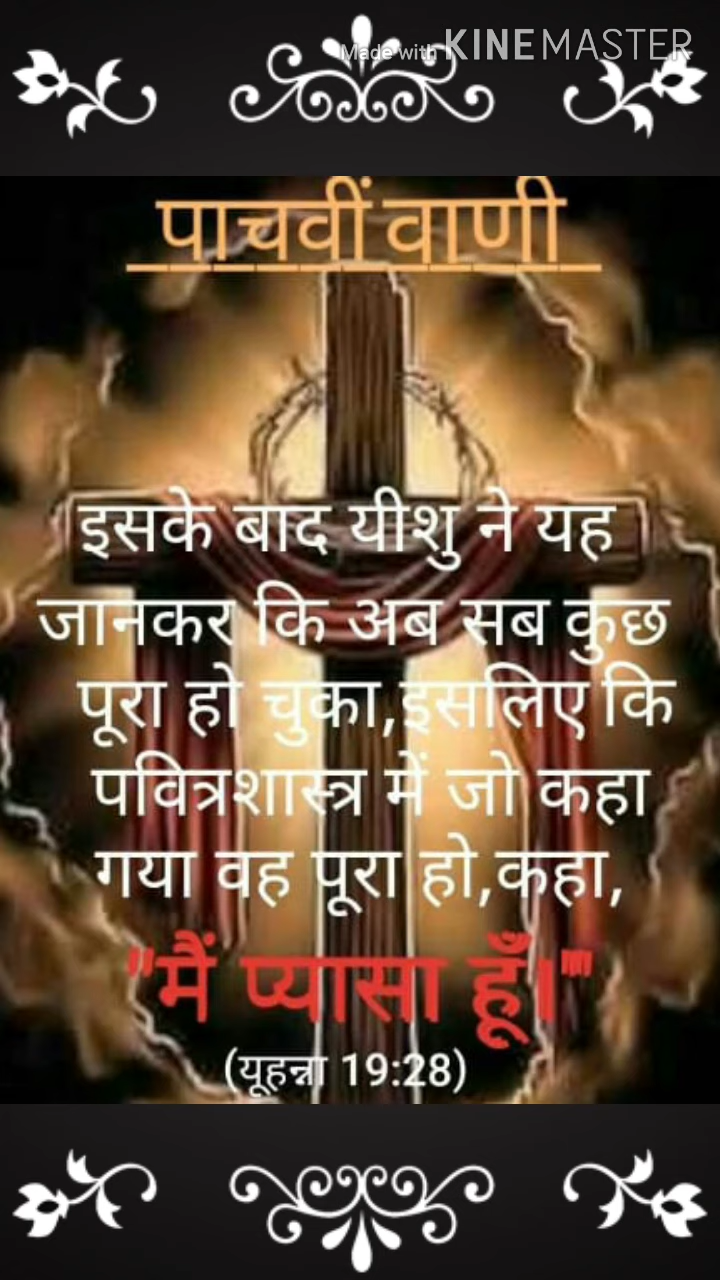 Made with KINEMASTER
पाचवीं वाणी
इसके बाद यीशु ने यह
जानकर कि अब सब कुछ
पूरा हो चुका,इसलिए कि
पवित्रशास्त्र में जो कहा
गया वह पूरा हो,कहा,
"मैं प्यासा हूँ।"'
(यूहन्ना 19:28)